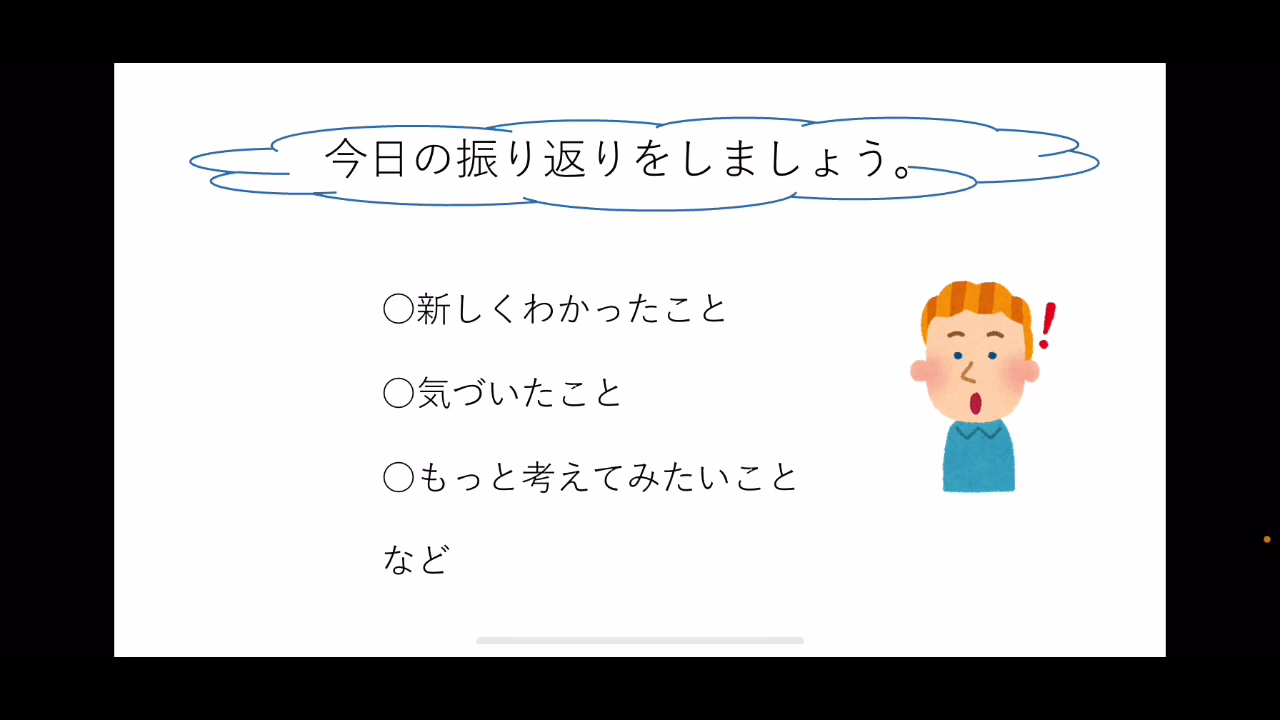 今日の振り返りをしましょう。
○新しくわかったこと
○気づいたこと
○もっと考えてみたいこと
など